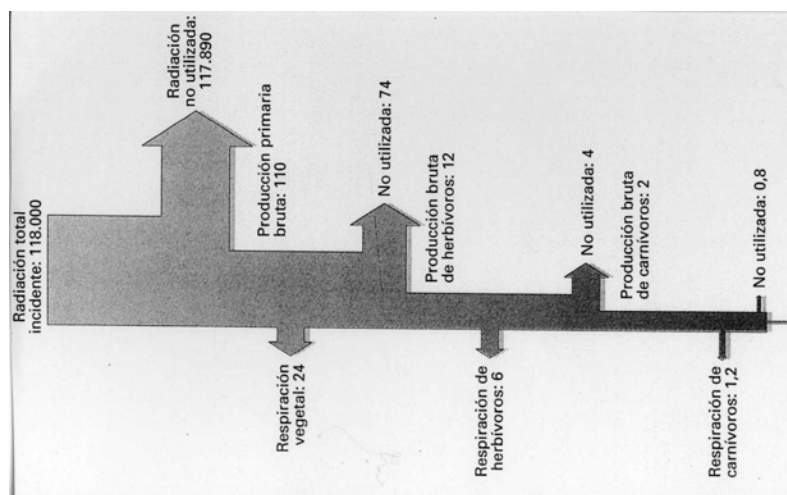 Radiación total
incidente: 118.000
Radiación
no utilizada:
117.890
Producción primaria
bruta: 110
Respiración
vegetal: 24
No utilizada: 74
Producción bruta
de herbívoros: 12
Respiración de
herbívoros: 6
No utilizada: 4
Producción bruta
de carnívoros: 2
Respiración de
carnívoros: 1,2
No utilizada: 0,8